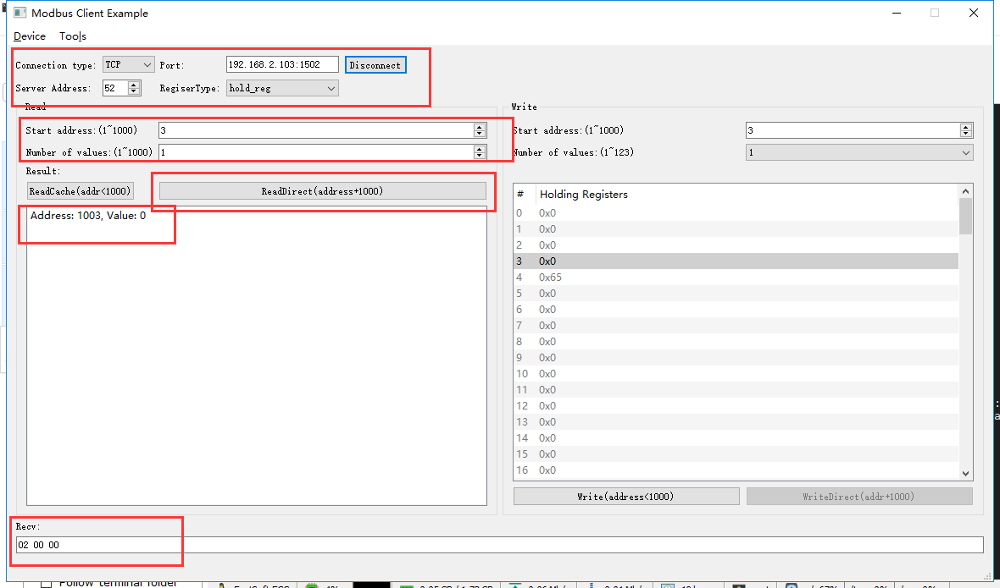 Modbus Client Example
Device Tools
Connection type: TCP Port: 192.168.2.103:1502 Disconnect
Server Address: 52 RegiserType: hold_reg
Read
Start address:(1~1000) 3
Number of values:(1~1000) 1
Result:
ReadCache(addr<1000) ReadDirect(address+1000)
Address: 1003, Value: 0
Write
Start address:(1~1000) 3
Number of values:(1~123) 1
# Holding Registers
0 0x0
1 0x0
2 0x0
3 0x0
4 0x65
5 0x0
6 0x0
7 0x0
8 0x0
9 0x0
10 0x0
11 0x0
12 0x0
13 0x0
14 0x0
15 0x0
16 0x0
Write(address<1000) WriteDirect(addr+1000)
Recv:
02 00 00
Follow terminal folder